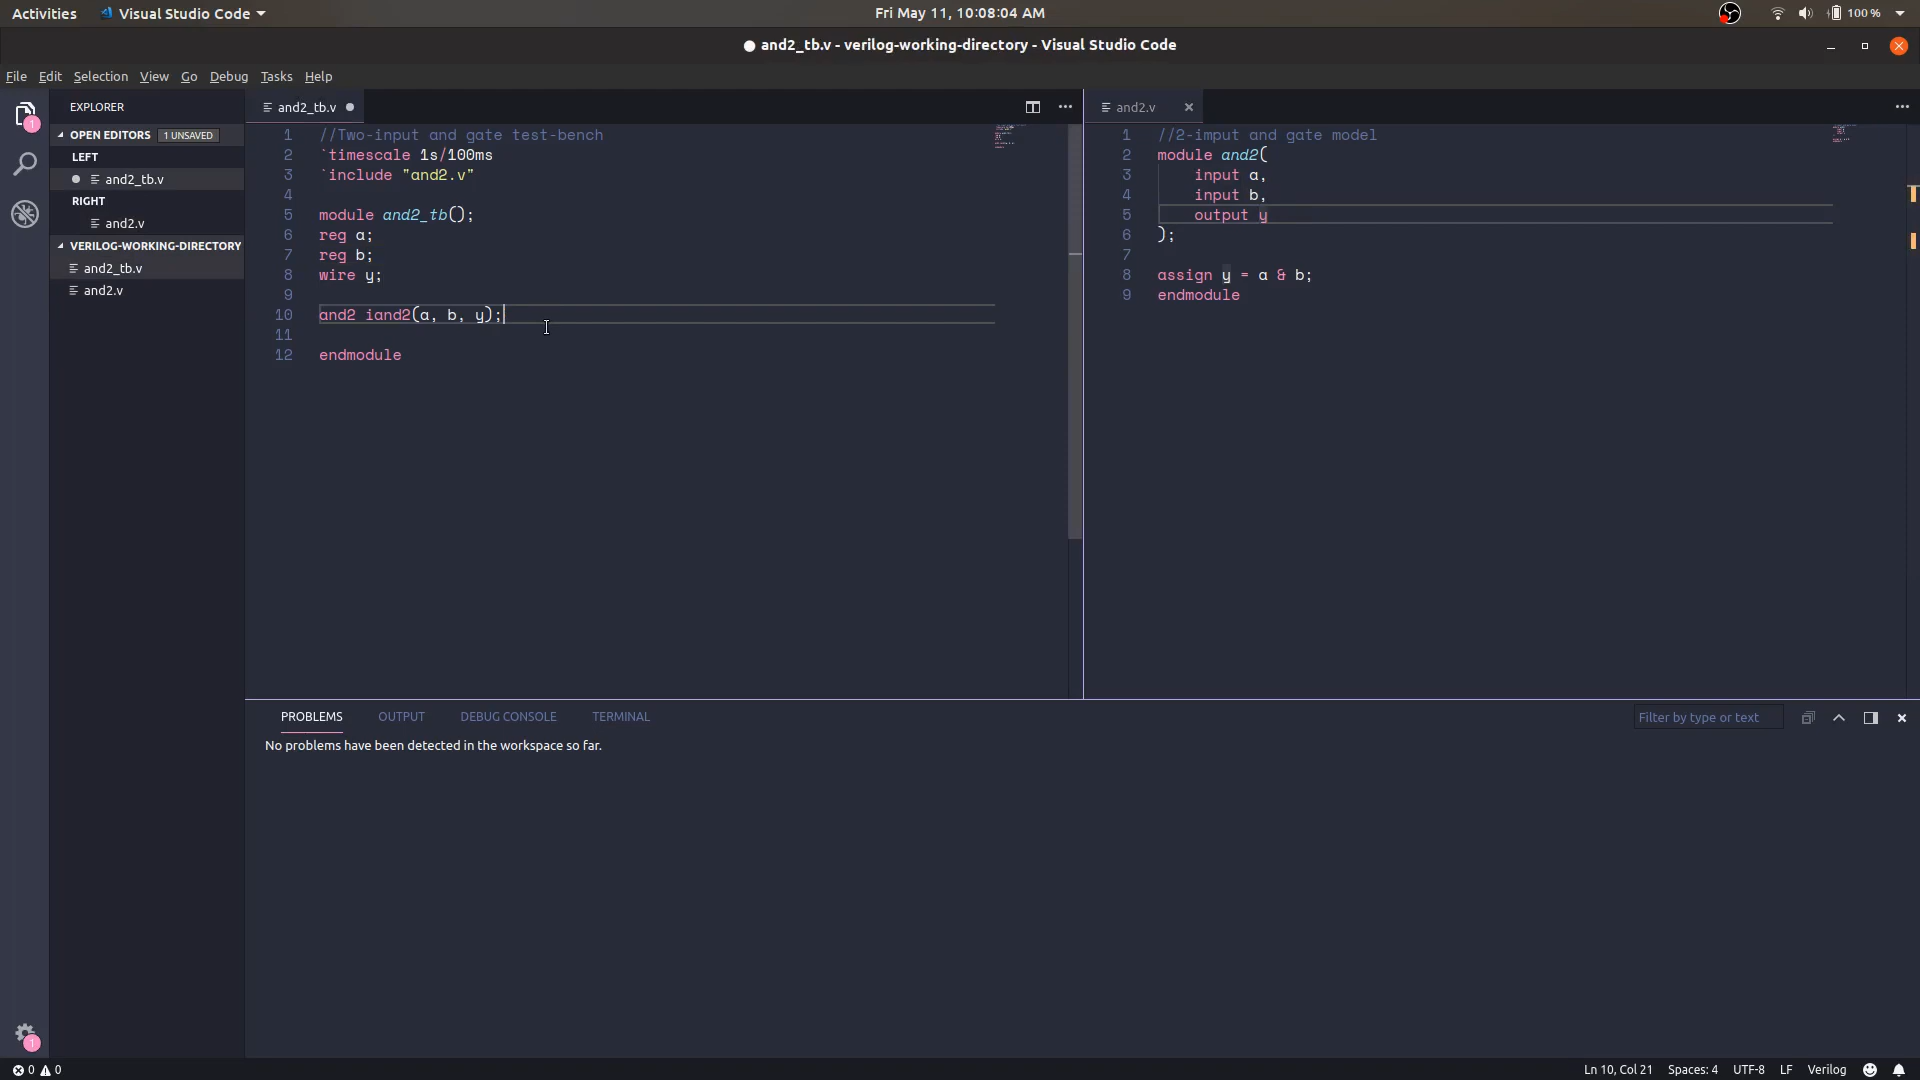 Activities
Visual Studio Code
Fri May 11, 10:08:04 AM
100 %
and2_tb.v - verilog-working-directory - Visual Studio Code
File Edit Selection View Go Debug Tasks Help
EXPLORER
OPEN EDITORS 1 UNSAVED
LEFT
and2_tb.v
RIGHT
and2.v
VERILOG-WORKING-DIRECTORY
and2_tb.v
and2.v
1
1
and2_tb.v
1 //Two-input and gate test-bench
2 `timescale 1s/100ms
3 `include "and2.v"
4
5 module and2_tb();
6 reg a;
7 reg b;
8 wire y;
9
10 and2 iand2(a, b, y);
11
12 endmodule
and2.v
1 //2-imput and gate model
2 module and2(
3 input a,
4 input b,
5 output y
6 );
7
8 assign y = a & b;
9 endmodule
PROBLEMS OUTPUT DEBUG CONSOLE TERMINAL
Filter by type or text
No problems have been detected in the workspace so far.
0 0
Ln 10, Col 21 Spaces: 4 UTF-8 LF Verilog